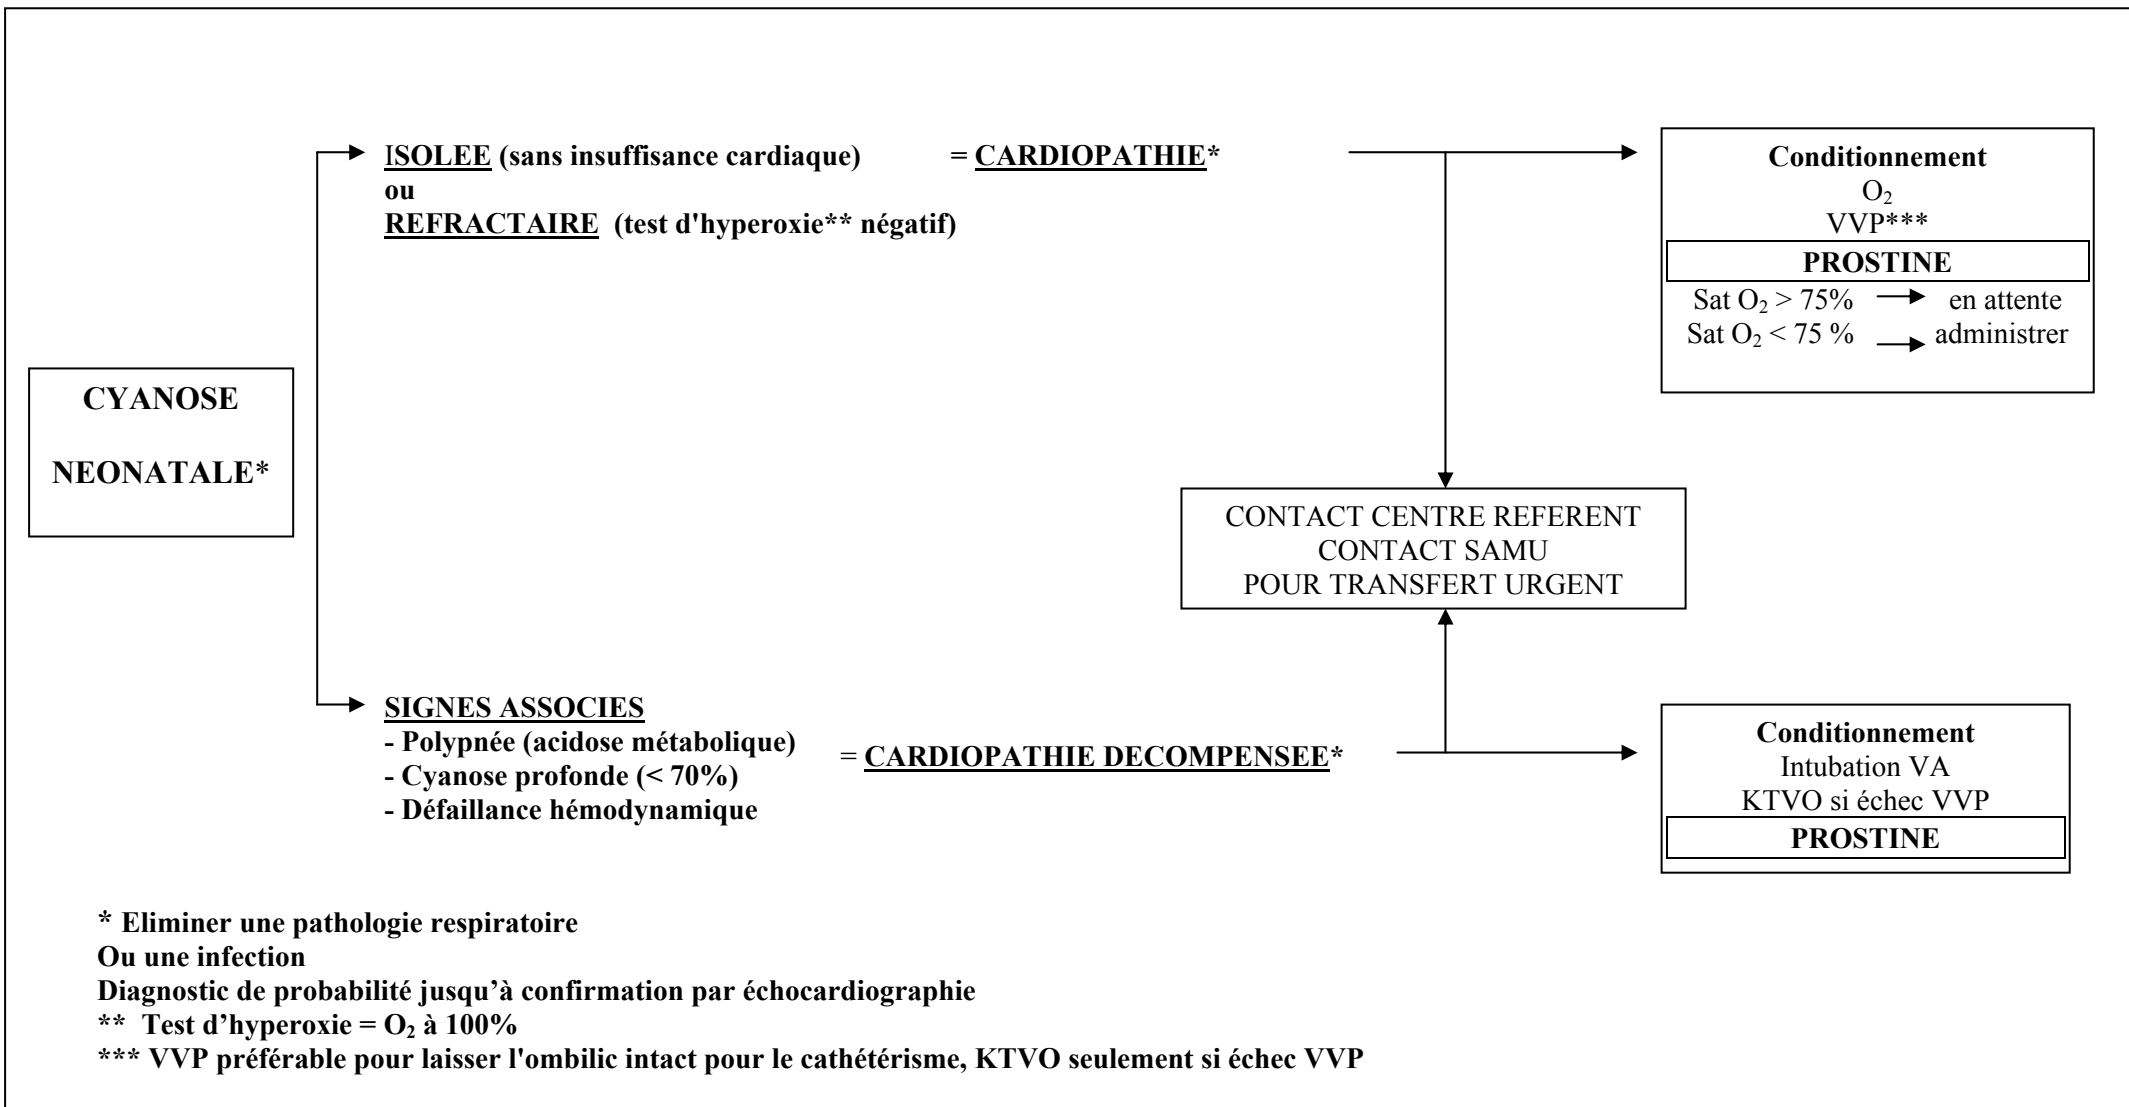 CYANOSE
NEONATALE*
ISOLEE (sans insuffisance cardiaque) = CARDIOPATHIE*
ou
REFRACTAIRE (test d'hyperoxie** négatif)
Conditionnement
O₂
VVP***
PROSTINE
Sat O₂ > 75% → en attente
Sat O₂ < 75 % → administrer
CONTACT CENTRE REFERENT
CONTACT SAMU
POUR TRANSFERT URGENT
SIGNES ASSOCIES
- Polypnée (acidose métabolique)
- Cyanose profonde (< 70%)
- Défaillance hémodynamique
= CARDIOPATHIE DECOMPENSEE*
Conditionnement
Intubation VA
KTVO si échec VVP
PROSTINE
* Eliminer une pathologie respiratoire
Ou une infection
Diagnostic de probabilité jusqu’à confirmation par échocardiographie
** Test d’hyperoxie = O₂ à 100%
*** VVP préférable pour laisser l'ombilic intact pour le cathétérisme, KTVO seulement si échec VVP